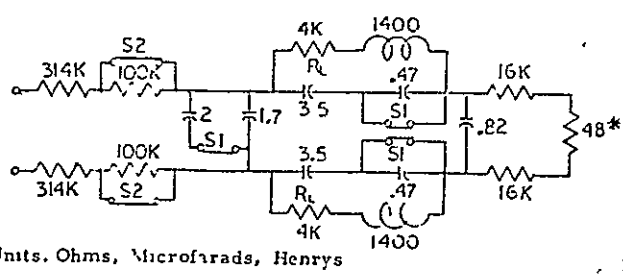 1400
4K
S2
RL
314K
100K
.47
16K
3 5
2
1.7
S1
S1
.82
48*
100K
3.5
S1
314K
S2
.47
16K
RL
4K
1400
Units. Ohms, Microfarads, Henrys